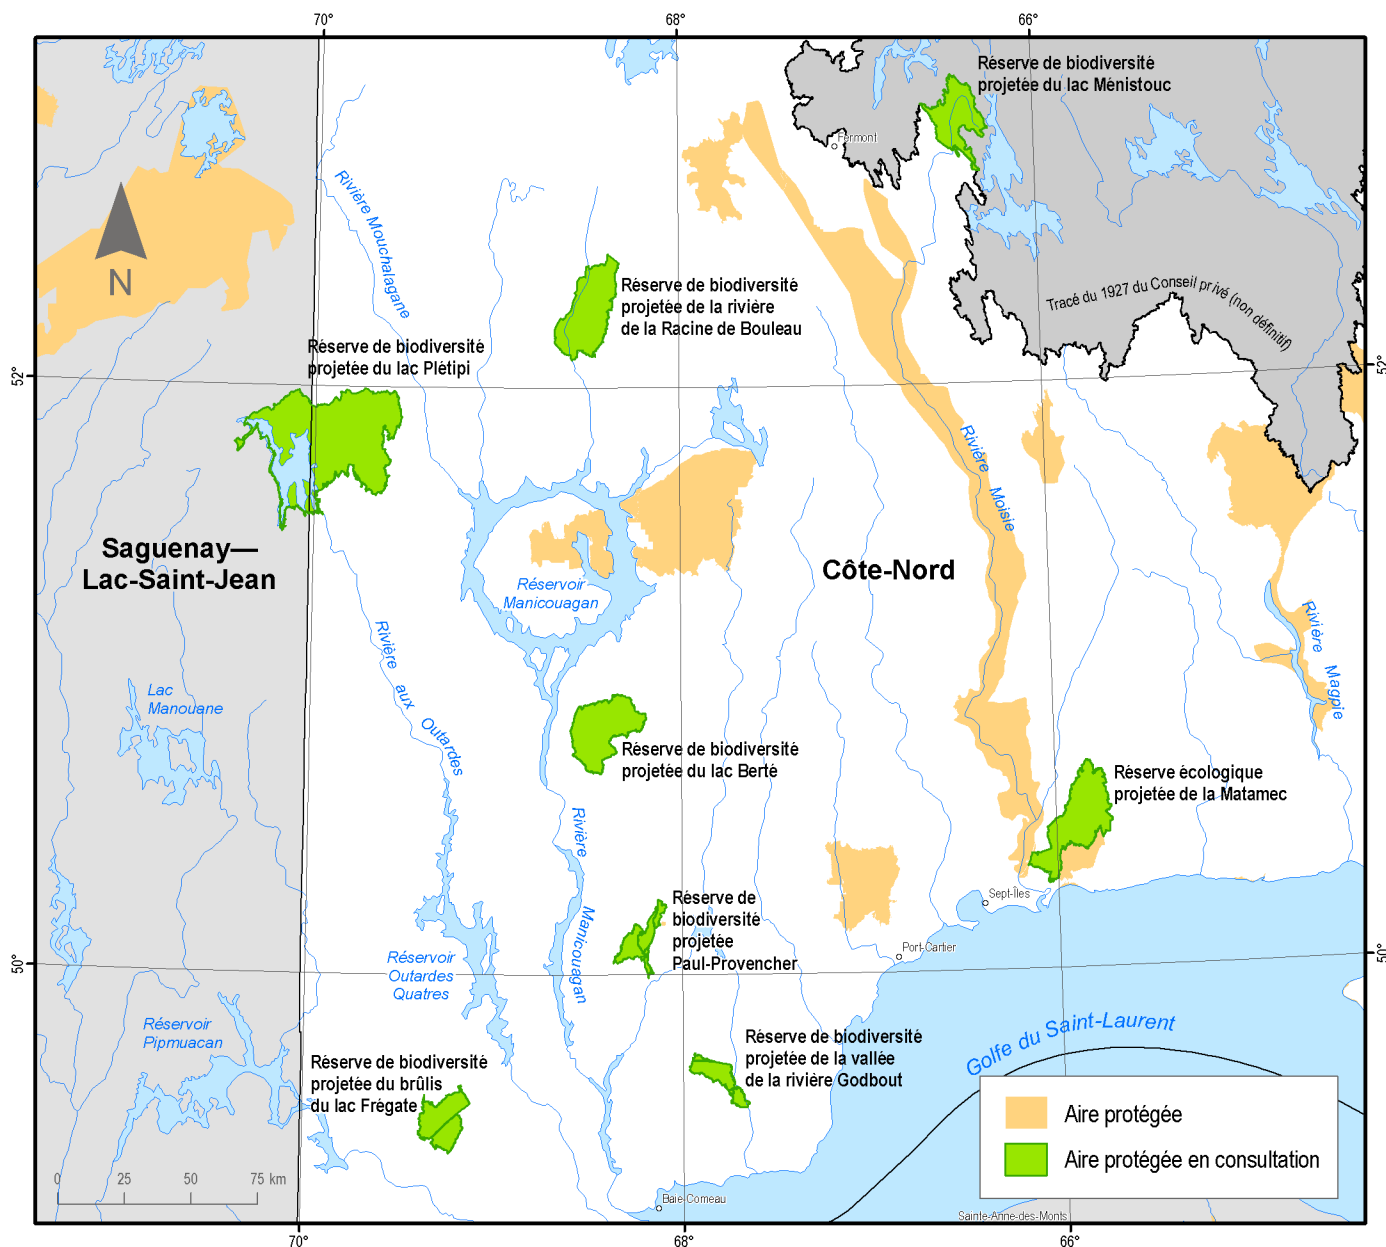 70°
68°
66°
Réserve de biodiversité
projetée du lac Ménistouc
Fermont
Rivière Mouchalagane
N
Réserve de biodiversité
projetée de la rivière
de la Racine de Bouleau
Tracé du 1927 du Conseil privé (non définitif)
Réserve de biodiversité
projetée du lac Plétipi
52°
52°
Rivière Moisie
Saguenay—
Lac-Saint-Jean
Côte-Nord
Réservoir
Manicouagan
Rivière Magpie
Rivière aux Outardes
Lac
Manouane
Réserve de biodiversité
projetée du lac Berté
Réserve écologique
projetée de la Matamec
Rivière Manicouagan
Réserve de
biodiversité
projetée
Paul-Provencher
Sept-Îles
Port-Cartier
50°
50°
Réservoir
Outardes
Quatres
Réservoir
Pipmuacan
Golfe du Saint-Laurent
Réserve de biodiversité
projetée de la vallée
de la rivière Godbout
Réserve de biodiversité
projetée du brûlis
du lac Frégate
Aire protégée
Aire protégée en consultation
0 25 50 75 km
Baie-Comeau
Sainte-Anne-des-Monts
70°
68°
66°